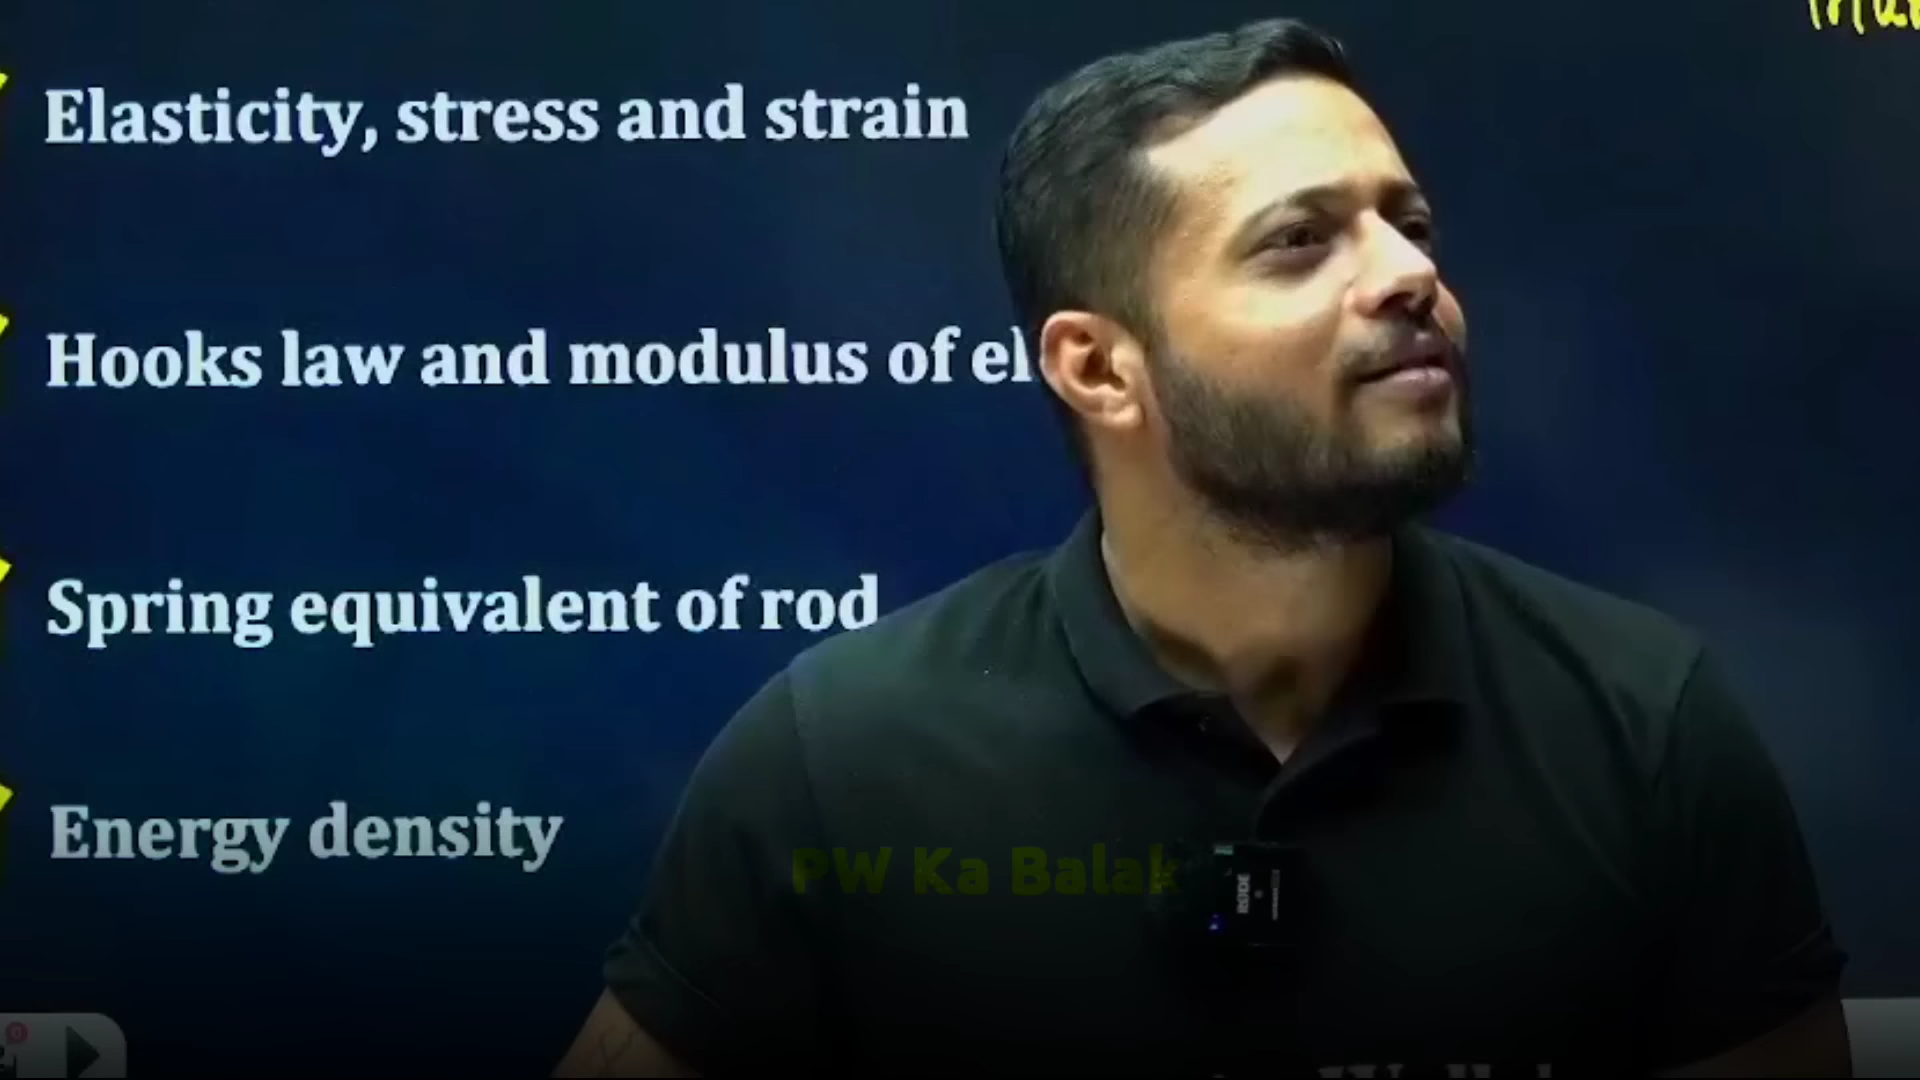 Elasticity, stress and strain
Hooks law and modulus of el
Spring equivalent of rod
Energy density
PW Ka Balak
RODE